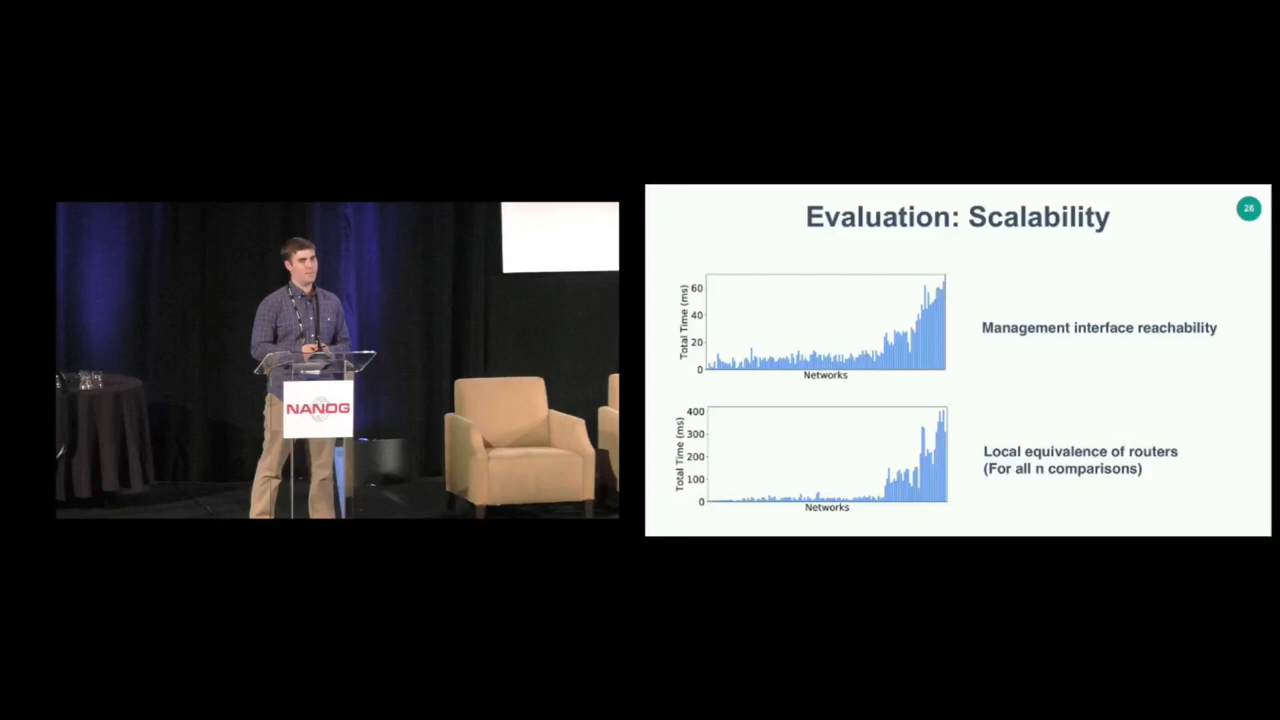 NANOG
Evaluation: Scalability
26
Total Time (ms)
60
40
20
0
Networks
Management interface reachability
Total Time (ms)
400
300
200
100
0
Networks
Local equivalence of routers
(For all n comparisons)